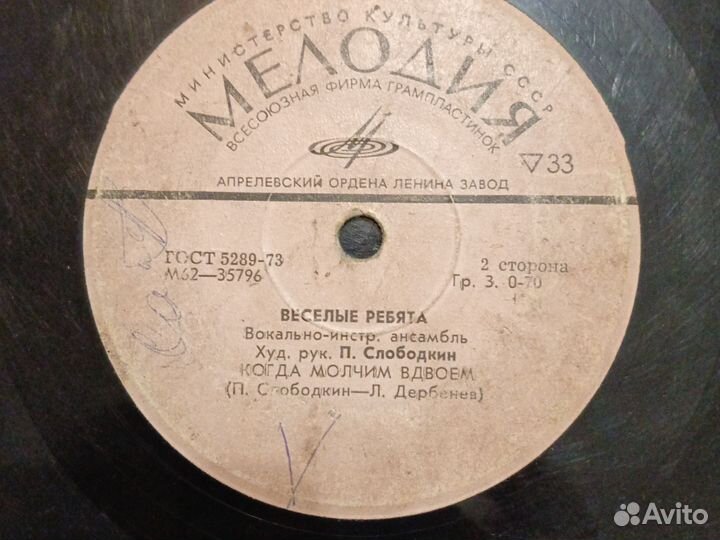 МИНИСТЕРСТВО КУЛЬТУРЫ СССР
МЕЛОДИЯ
ВСЕСОЮЗНАЯ ФИРМА ГРАМПЛАСТИНОК
▽33
АПРЕЛЕВСКИЙ ОРДЕНА ЛЕНИНА ЗАВОД
ГОСТ 5289-73
М62—35796
2 сторона
Гр. 3. 0-70
ВЕСЕЛЫЕ РЕБЯТА
Вокально-инстр. ансамбль
Худ. рук. П. Слободкин
КОГДА МОЛЧИМ ВДВОЕМ
(П. Слободкин—Л. Дербенев)
Avito